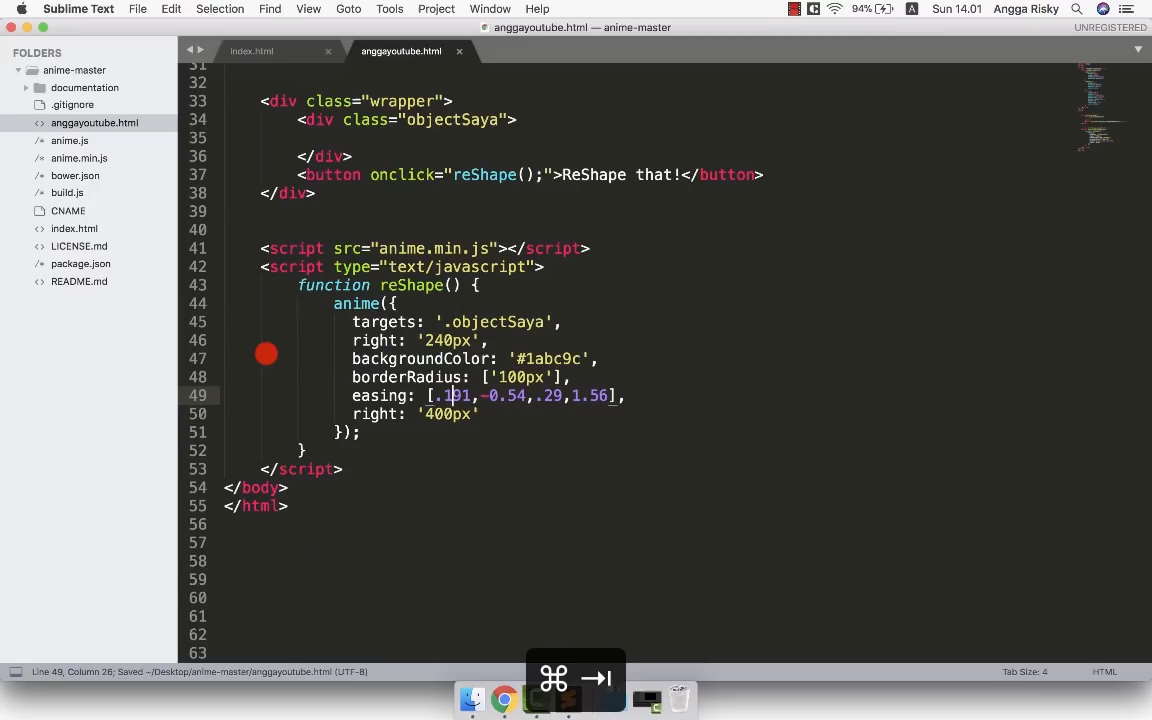 Sublime Text File Edit Selection Find View Goto Tools Project Window Help 94% A Sun 14.01 Angga Risky
anggayoutube.html — anime-master UNREGISTERED
FOLDERS
anime-master
documentation
.gitignore
anggayoutube.html
anime.js
anime.min.js
bower.json
build.js
CNAME
index.html
LICENSE.md
package.json
README.md
index.html × anggayoutube.html ×
31
32
33 <div class="wrapper">
34 <div class="objectSaya">
35
36 </div>
37 <button onclick="reShape();">ReShape that!</button>
38 </div>
39
40
41 <script src="anime.min.js"></script>
42 <script type="text/javascript">
43 function reShape() {
44 anime({
45 targets: '.objectSaya',
46 right: '240px',
47 backgroundColor: '#1abc9c',
48 borderRadius: ['100px'],
49 easing: [.191,-0.54,.29,1.56],
50 right: '400px'
51 });
52 }
53 </script>
54 </body>
55 </html>
56
57
58
59
60
61
62
63
Line 49, Column 26; Saved ~/Desktop/anime-master/anggayoutube.html (UTF-8) Tab Size: 4 HTML
⌘ ⇥